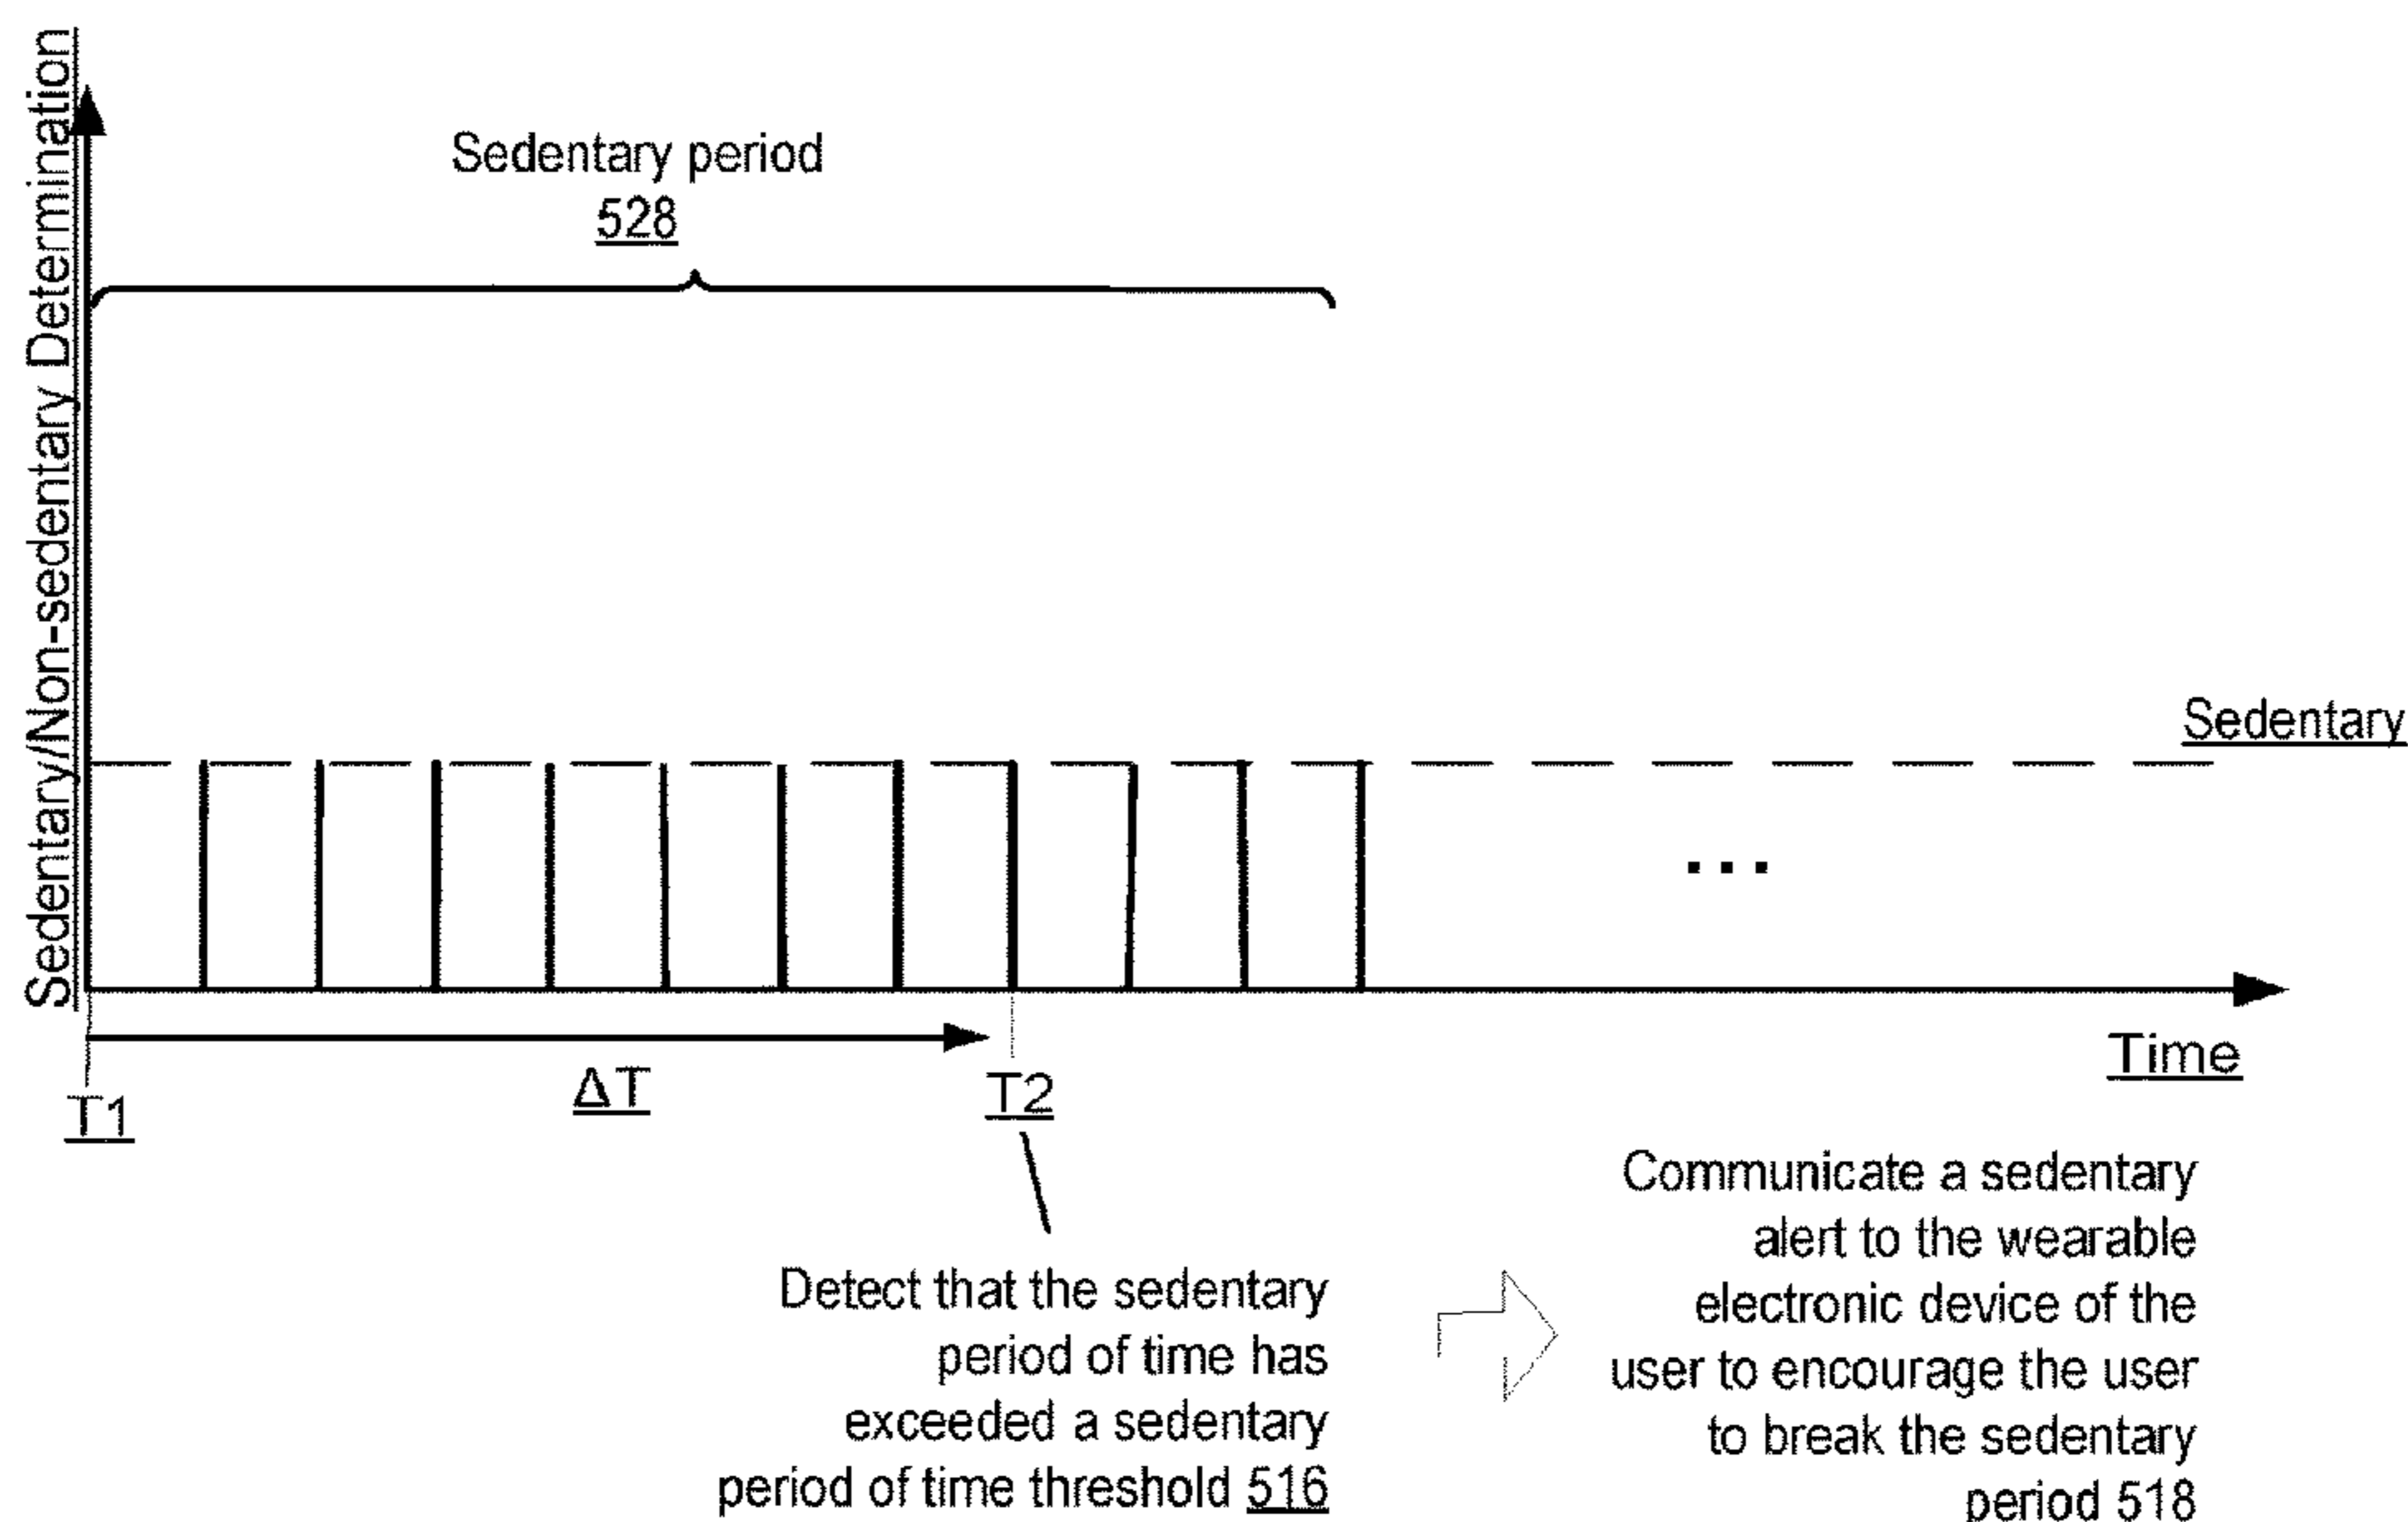 Sedentary/Non-sedentary Determination
Sedentary period
528
Sedentary
...
Time
ΔT
T2
T1
Detect that the sedentary
period of time has
exceeded a sedentary
period of time threshold 516
Communicate a sedentary
alert to the wearable
electronic device of the
user to encourage the user
to break the sedentary
period 518